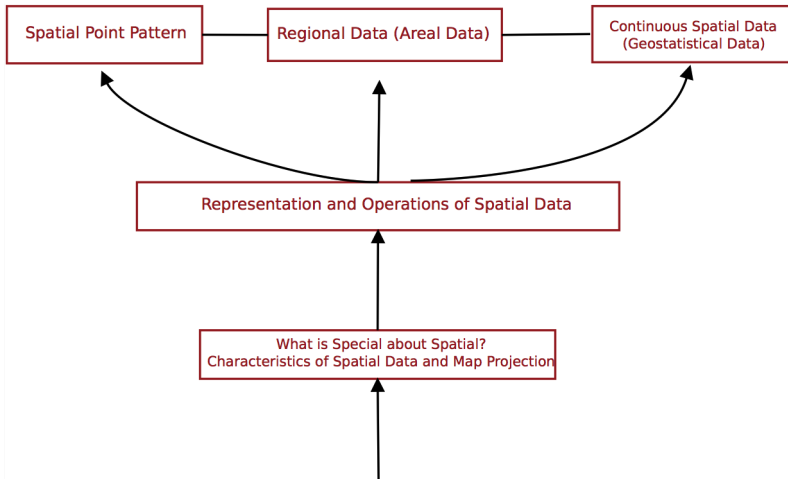 Spatial Point Pattern
Regional Data (Areal Data)
Continuous Spatial Data
(Geostatistical Data)
Representation and Operations of Spatial Data
What is Special about Spatial?
Characteristics of Spatial Data and Map Projection